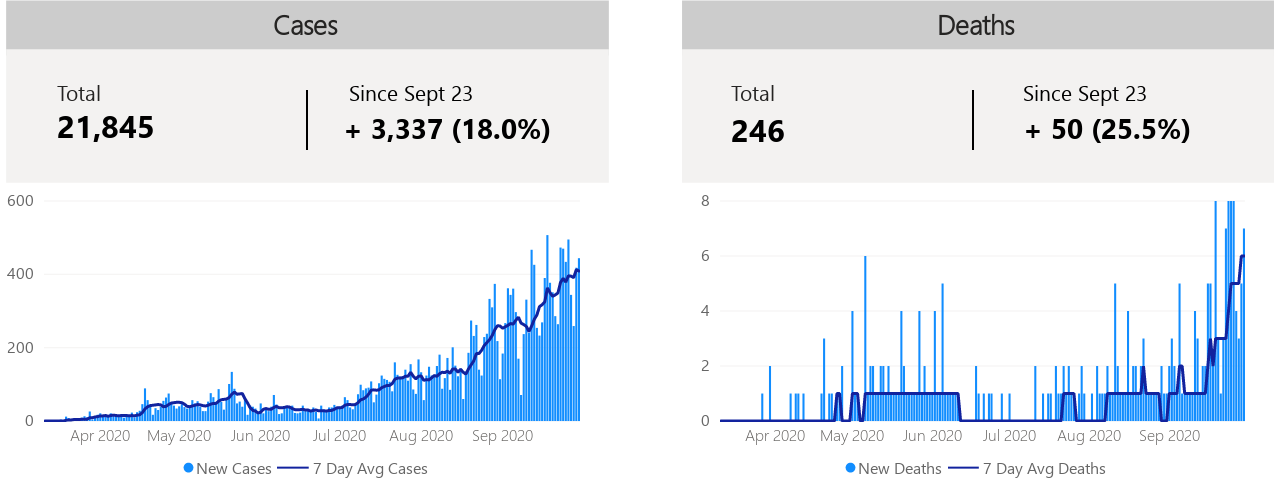 Cases
Total
21,845
Since Sept 23
+ 3,337 (18.0%)
600
400
200
0
Apr 2020 May 2020 Jun 2020 Jul 2020 Aug 2020 Sep 2020
New Cases 7 Day Avg Cases
Deaths
Total
246
Since Sept 23
+ 50 (25.5%)
8
6
4
2
0
Apr 2020 May 2020 Jun 2020 Jul 2020 Aug 2020 Sep 2020
New Deaths 7 Day Avg Deaths